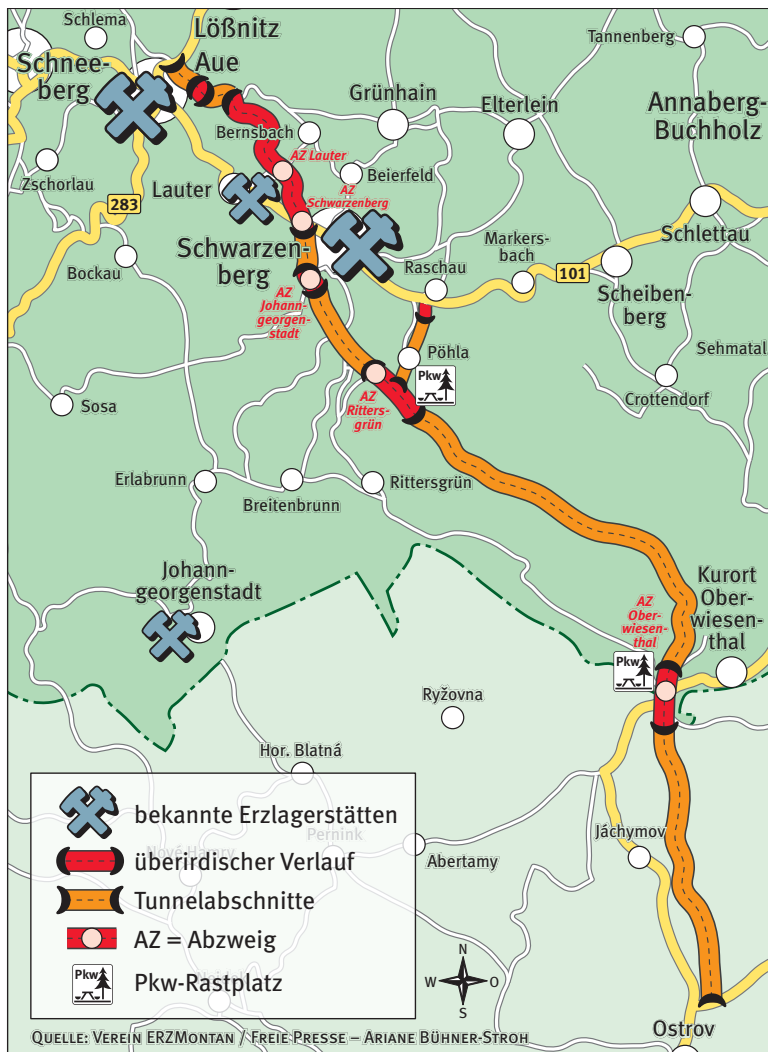 Schlema
Lößnitz
Tannenberg
Schnee-
berg
Aue
Grünhain
Elterlein
Annaberg-
Buchholz
Bernsbach
AZ Lauter
Zschorlau
Lauter
Beierfeld
AZ
Schwarzenberg
283
Schwarzen-
berg
Bockau
Markers-
bach
Schlettau
Raschau
101
Scheiben-
berg
AZ
Johann-
georgen-
stadt
Pöhla
Sehmatal
Pkw
AZ
Ritters-
grün
Sosa
Crottendorf
Erlabrunn
Breitenbrunn
Rittersgrün
Johann-
georgenstadt
Kurort
Ober-
wiesen-
thal
AZ
Ober-
wiesen-
thal
Pkw
Ryžovna
Hor. Blatná
bekannte Erzlagerstätten
Nové Hamry
Pernink
Jáchymov
Abertamy
überirdischer Verlauf
Tunnelabschnitte
AZ = Abzweig
Pkw
Pkw-Rastplatz
N
W
O
S
Ostrov
Quelle: Verein ERZMontan / Freie Presse – Ariane Bühner-Stroh